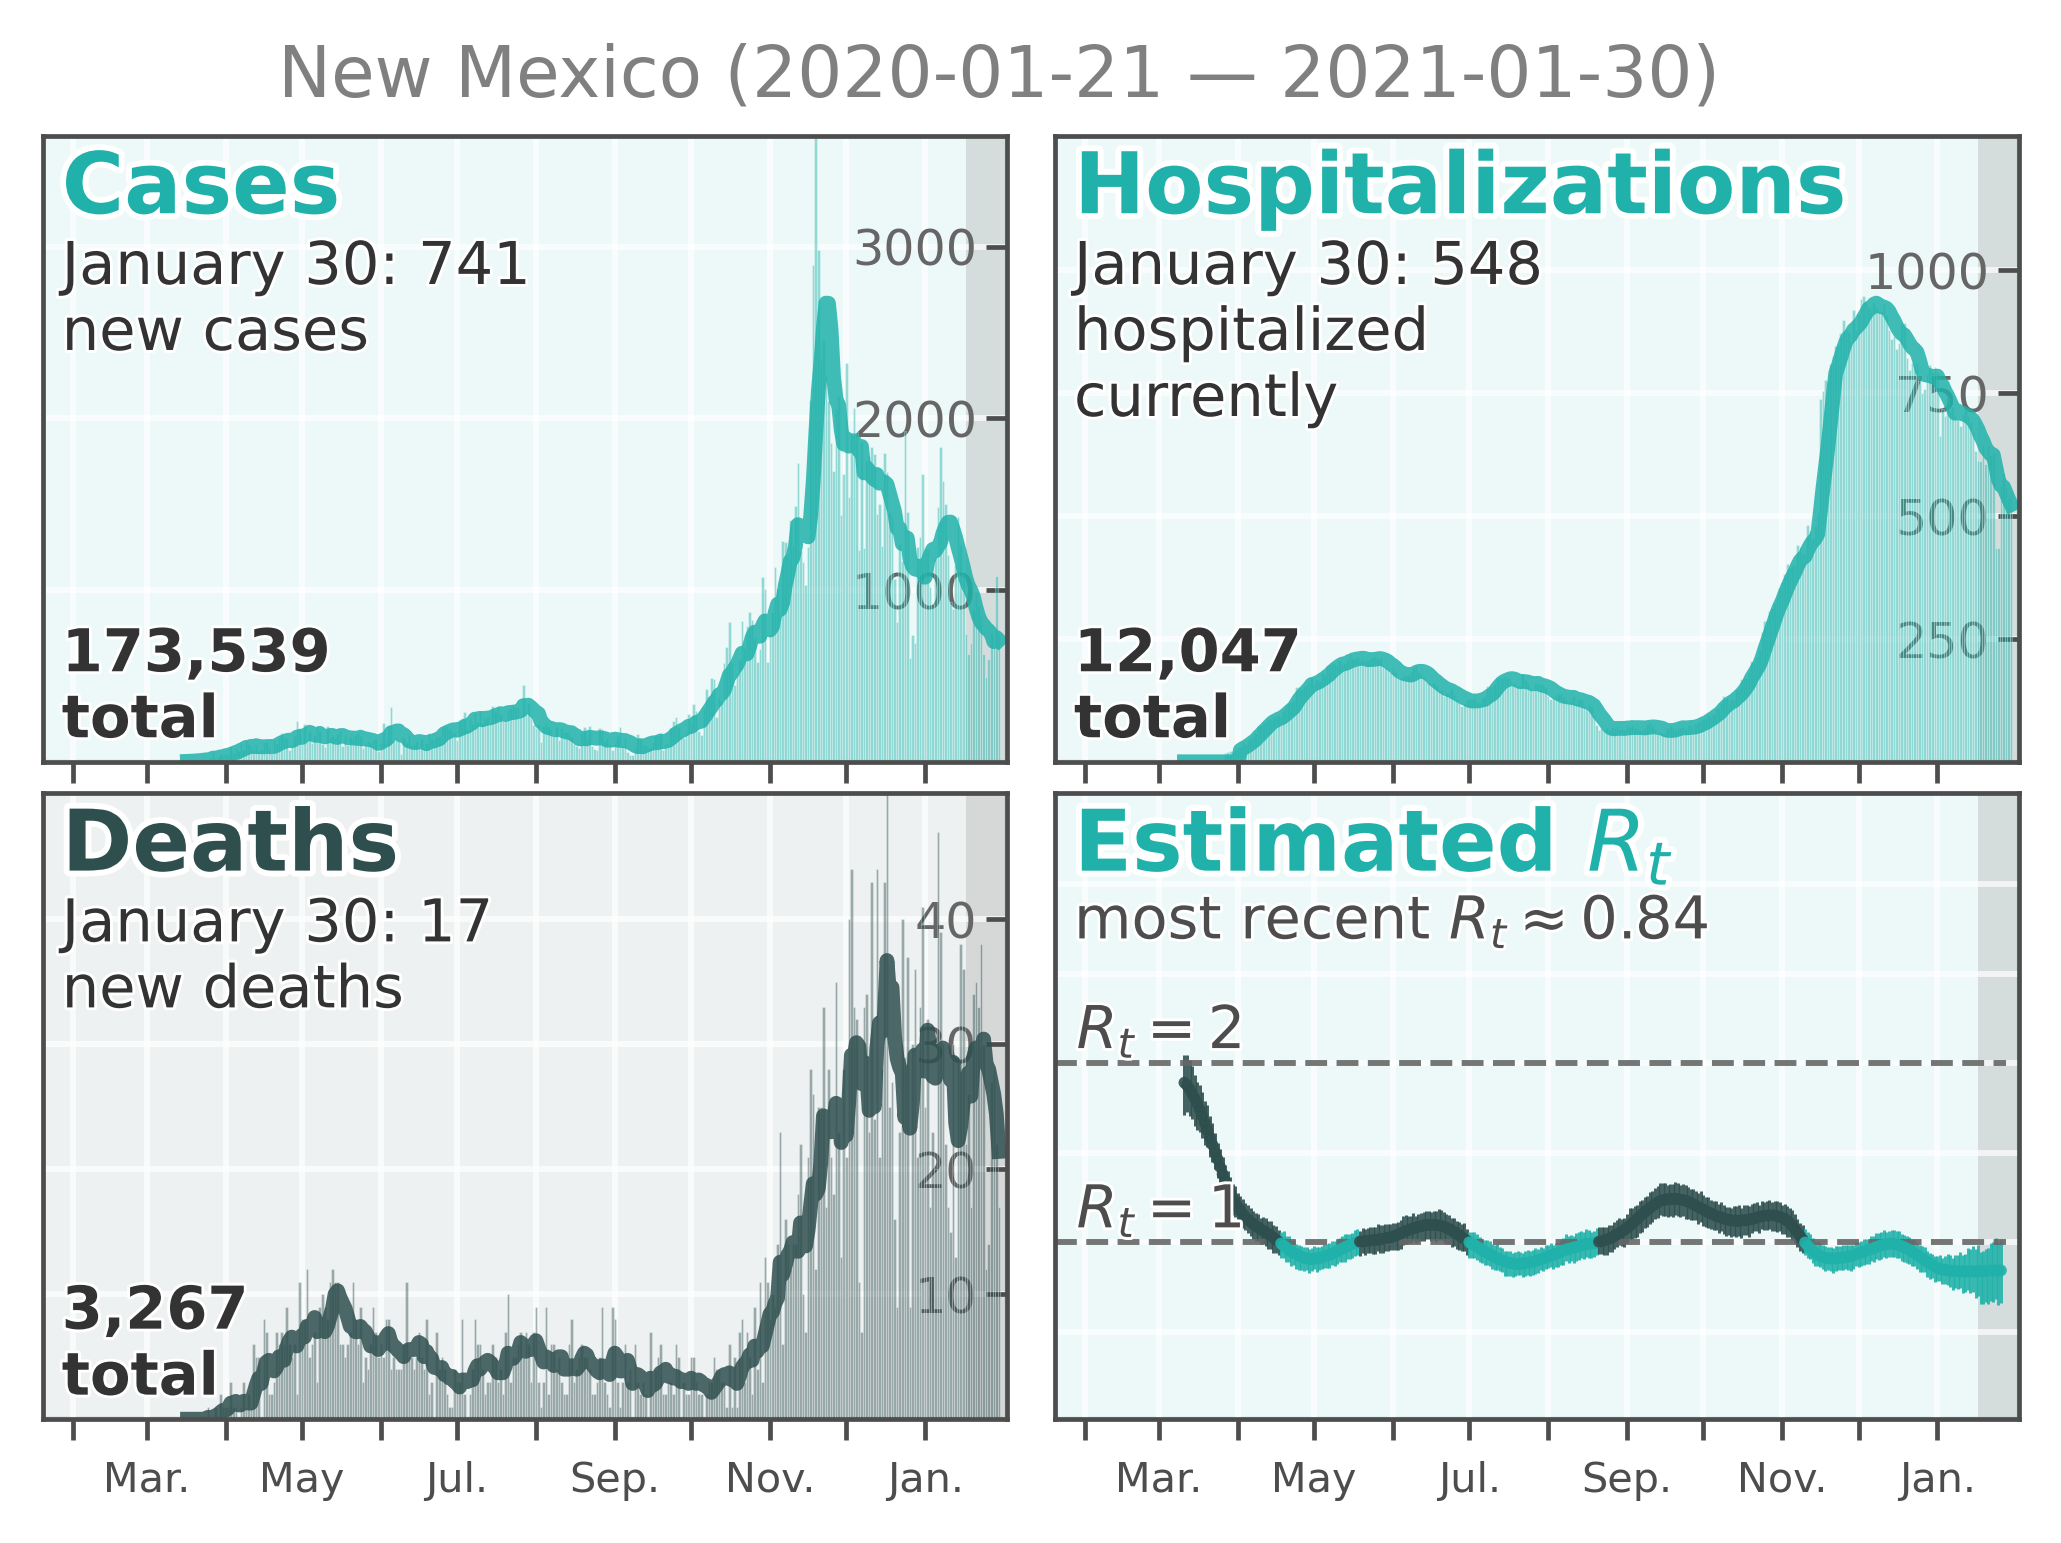 New Mexico (2020-01-21 — 2021-01-30)
Cases
January 30: 741
new cases
3000
2000
1000
173,539
total
Hospitalizations
January 30: 548
hospitalized
currently
1000
750
500
250
12,047
total
Deaths
January 30: 17
new deaths
40
30
20
10
3,267
total
Mar. May Jul. Sep. Nov. Jan.
Estimated Rt
most recent Rt ≈ 0.84
Rt = 2
Rt = 1
Mar. May Jul. Sep. Nov. Jan.